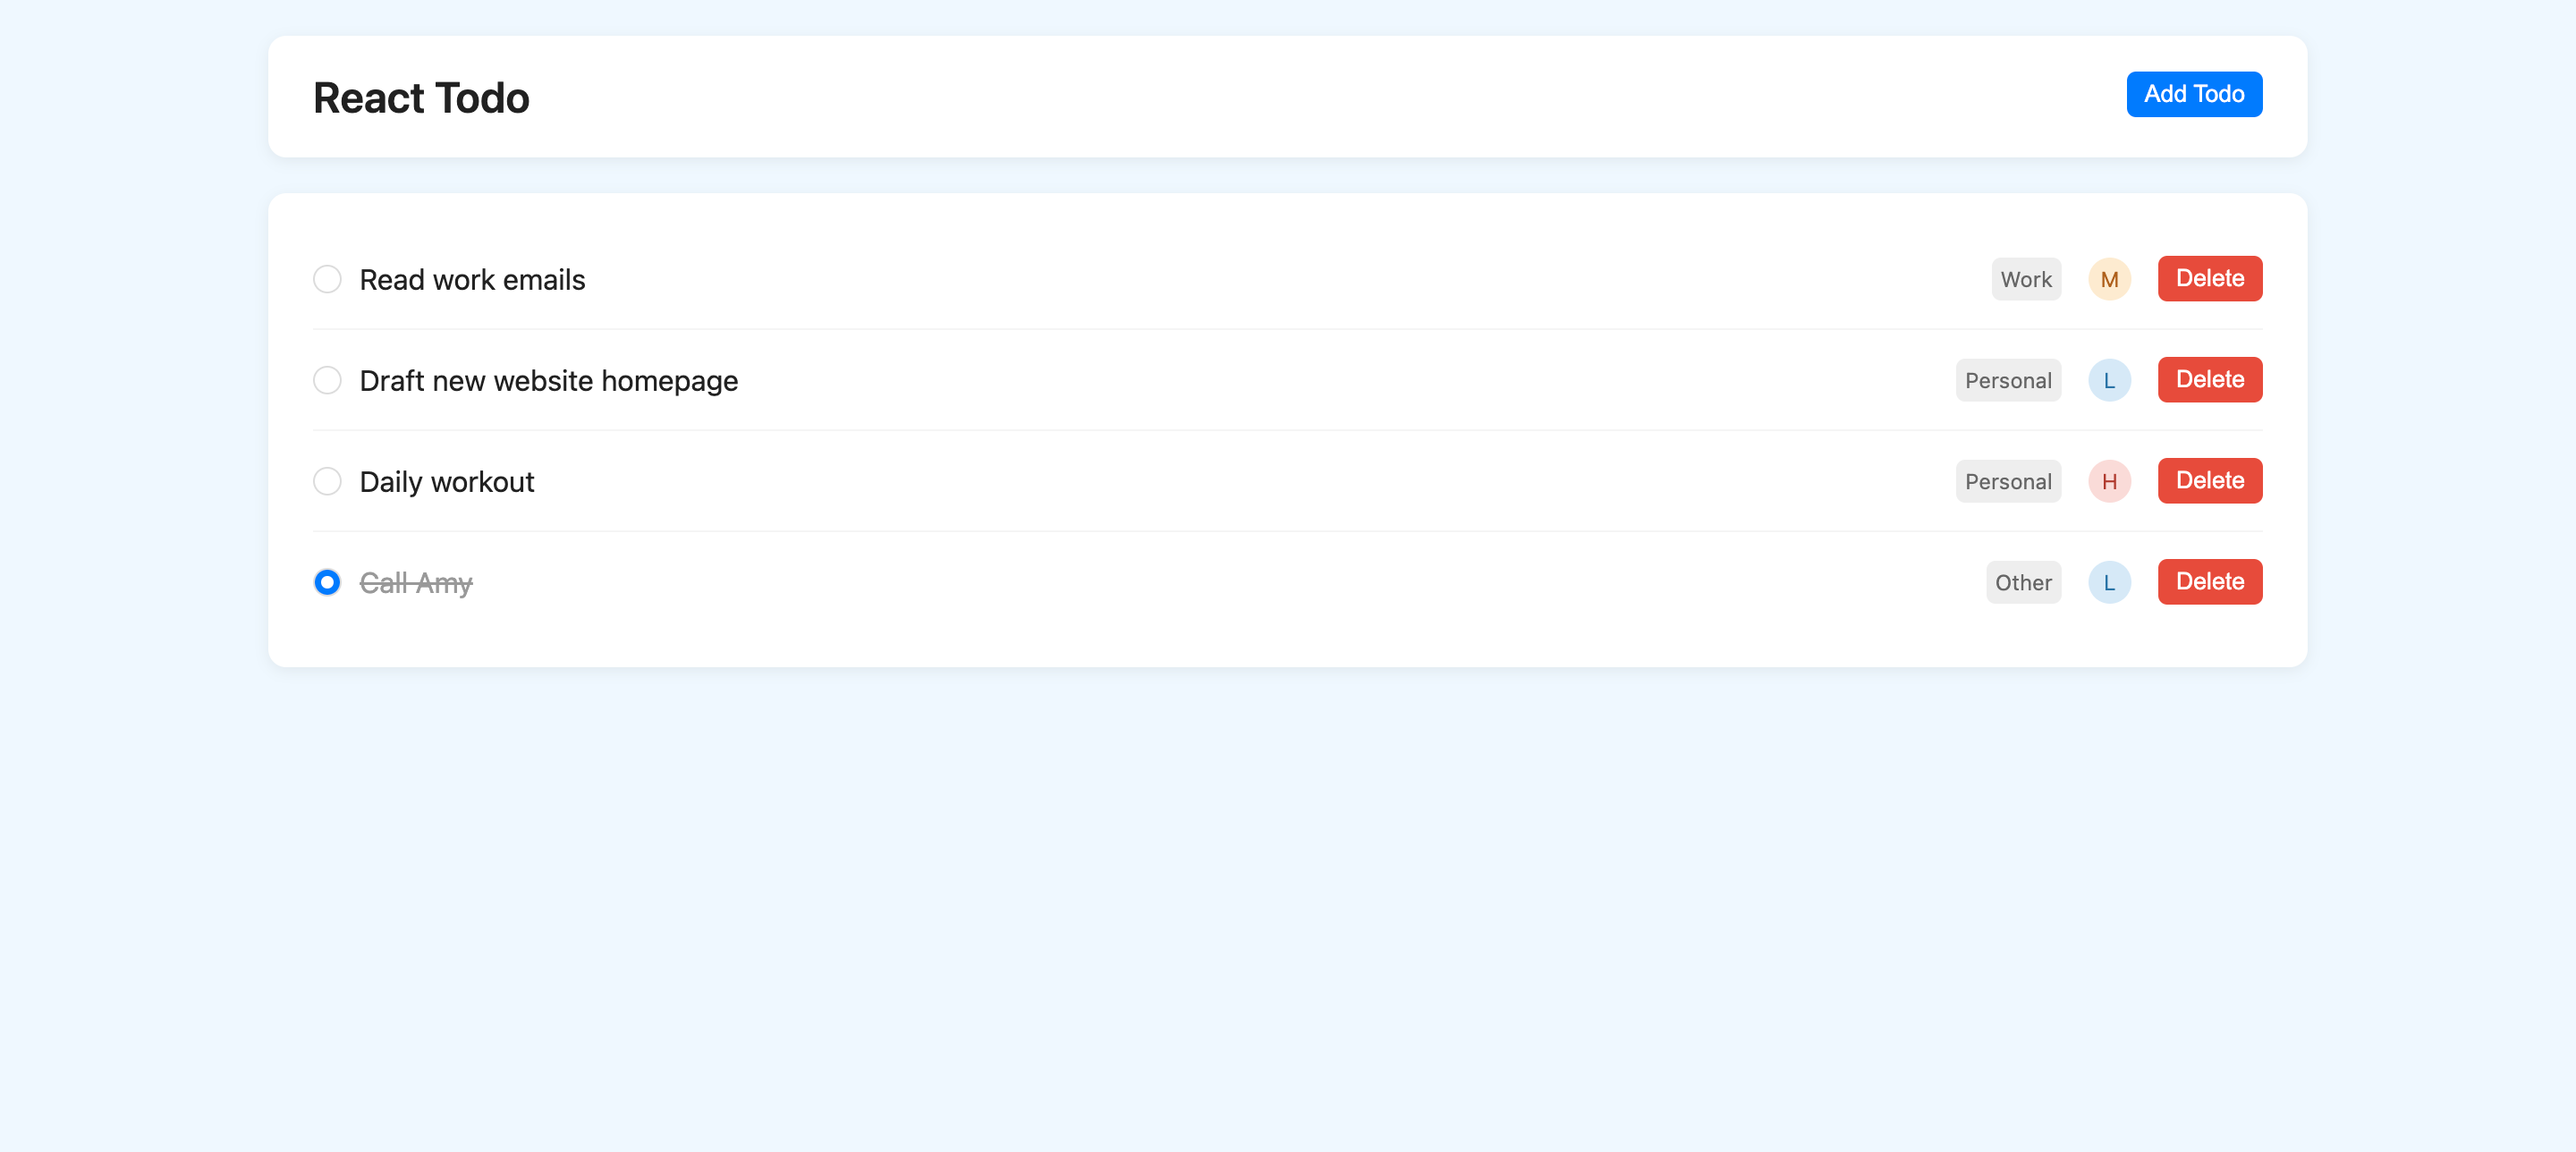 React Todo Add Todo
Read work emails Work M Delete
Draft new website homepage Personal L Delete
Daily workout Personal H Delete
Call Amy Other L Delete